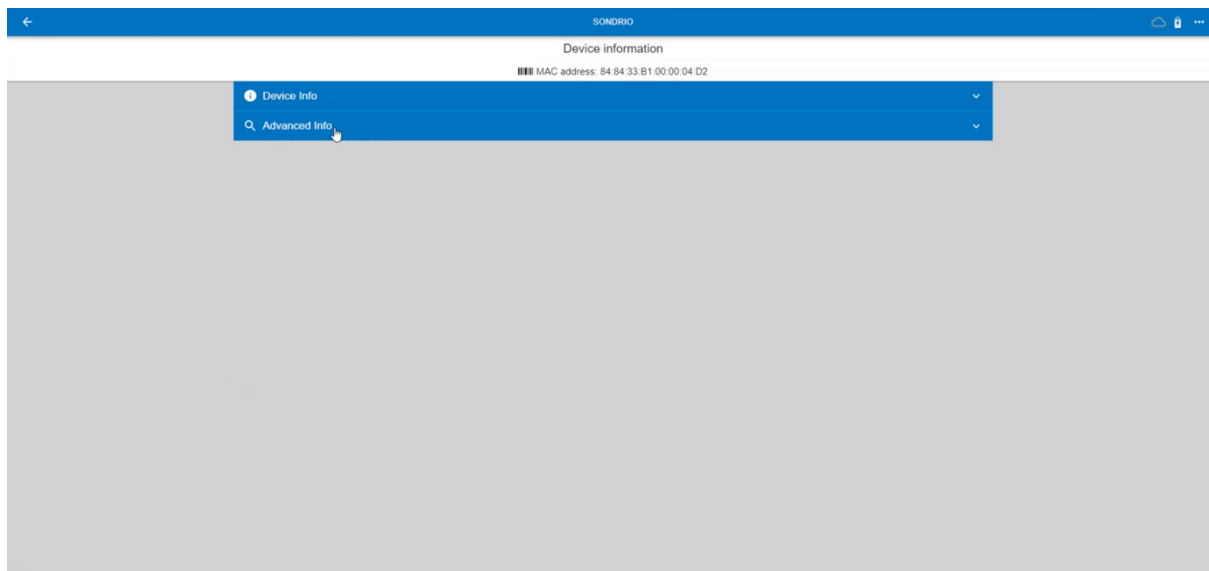 SONDRIO
Device information
MAC address: 84:84:33:B1:00:00:04:D2
Device Info
Advanced Info